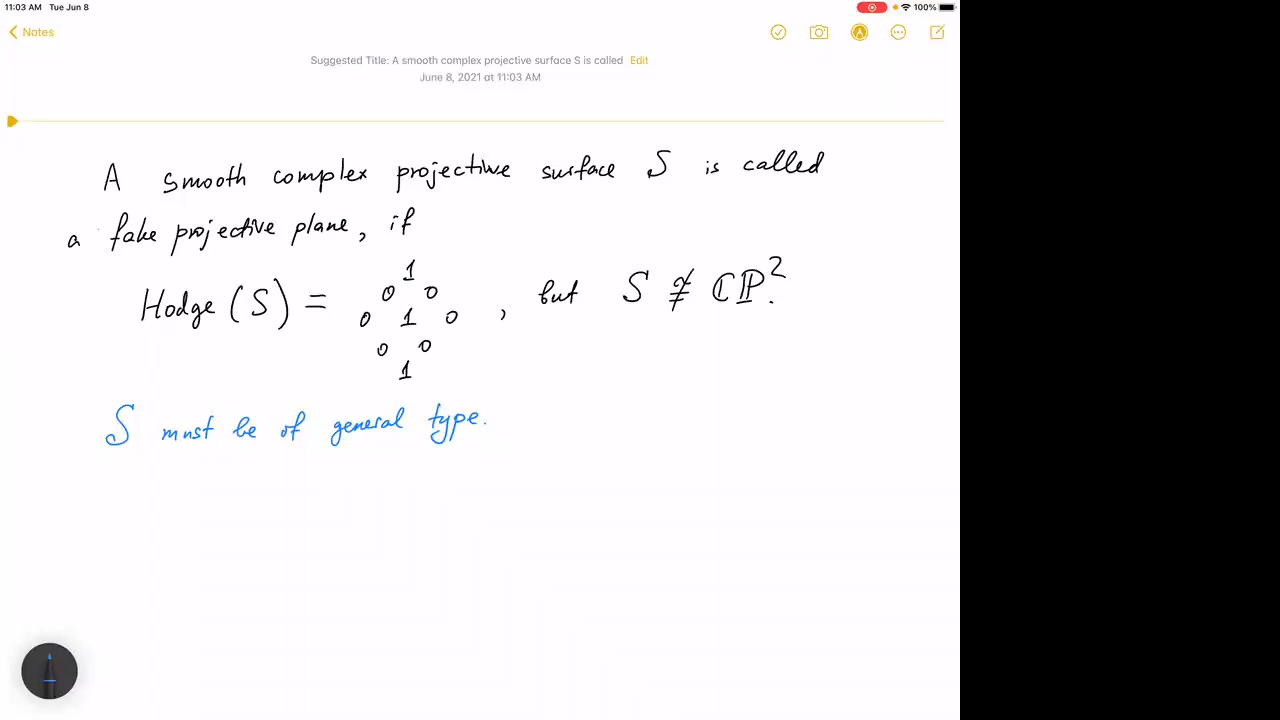 11:03 AM Tue Jun 8
100%
Notes
Suggested Title: A smooth complex projective surface S is called Edit
June 8, 2021 at 11:03 AM
A smooth complex projective surface S is called
a fake projective plane, if
Hodge (S) =
1
0 0
0 1 0
0 0
1
, but S ≇ ℂℙ².
S must be of general type.